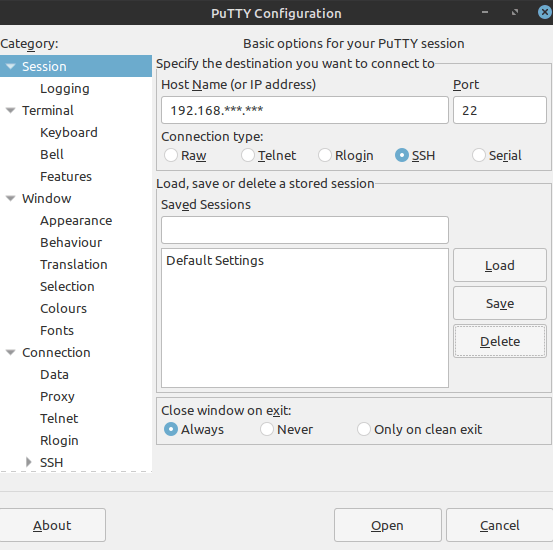 PuTTY Configuration
Category:
Session
Logging
Terminal
Keyboard
Bell
Features
Window
Appearance
Behaviour
Translation
Selection
Colours
Fonts
Connection
Data
Proxy
Telnet
Rlogin
SSH
Basic options for your PuTTY session
Specify the destination you want to connect to
Host Name (or IP address) Port
192.168.***.*** 22
Connection type:
Raw Telnet Rlogin SSH Serial
Load, save or delete a stored session
Saved Sessions
Default Settings
Load
Save
Delete
Close window on exit:
Always Never Only on clean exit
About Open Cancel